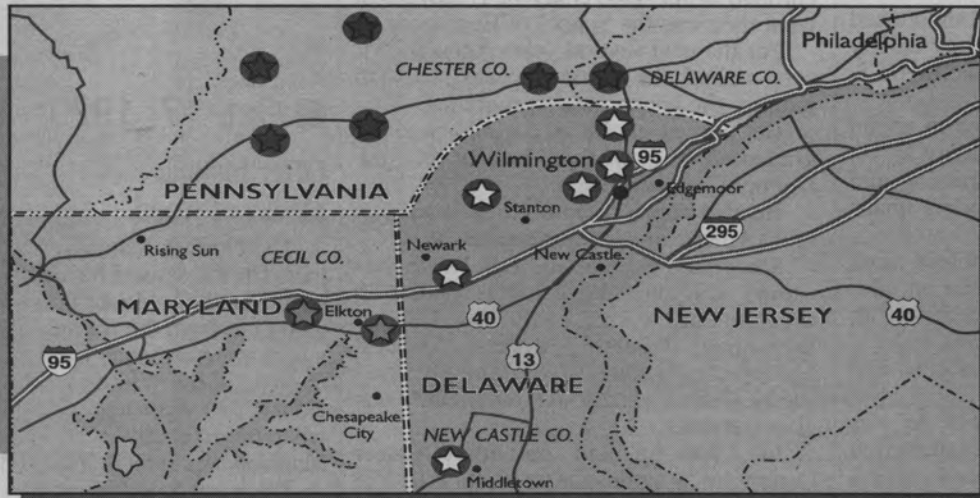 Philadelphia
CHESTER CO.
DELAWARE CO.
Wilmington
95
PENNSYLVANIA
Edgemoor
Stanton
295
Rising Sun
CECIL CO.
Newark
New Castle
MARYLAND
Elkton
40
NEW JERSEY
40
95
13
DELAWARE
Chesapeake
City
NEW CASTLE CO.
Middletown